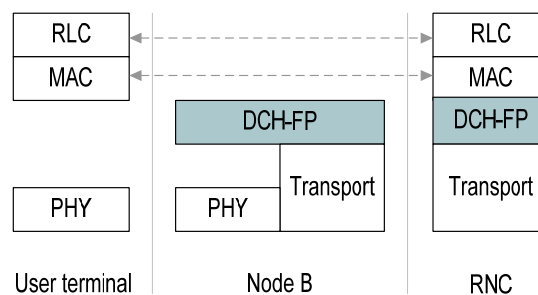 RLC
RLC
MAC
MAC
DCH-FP
DCH-FP
Transport
Transport
PHY
PHY
User terminal
Node B
RNC